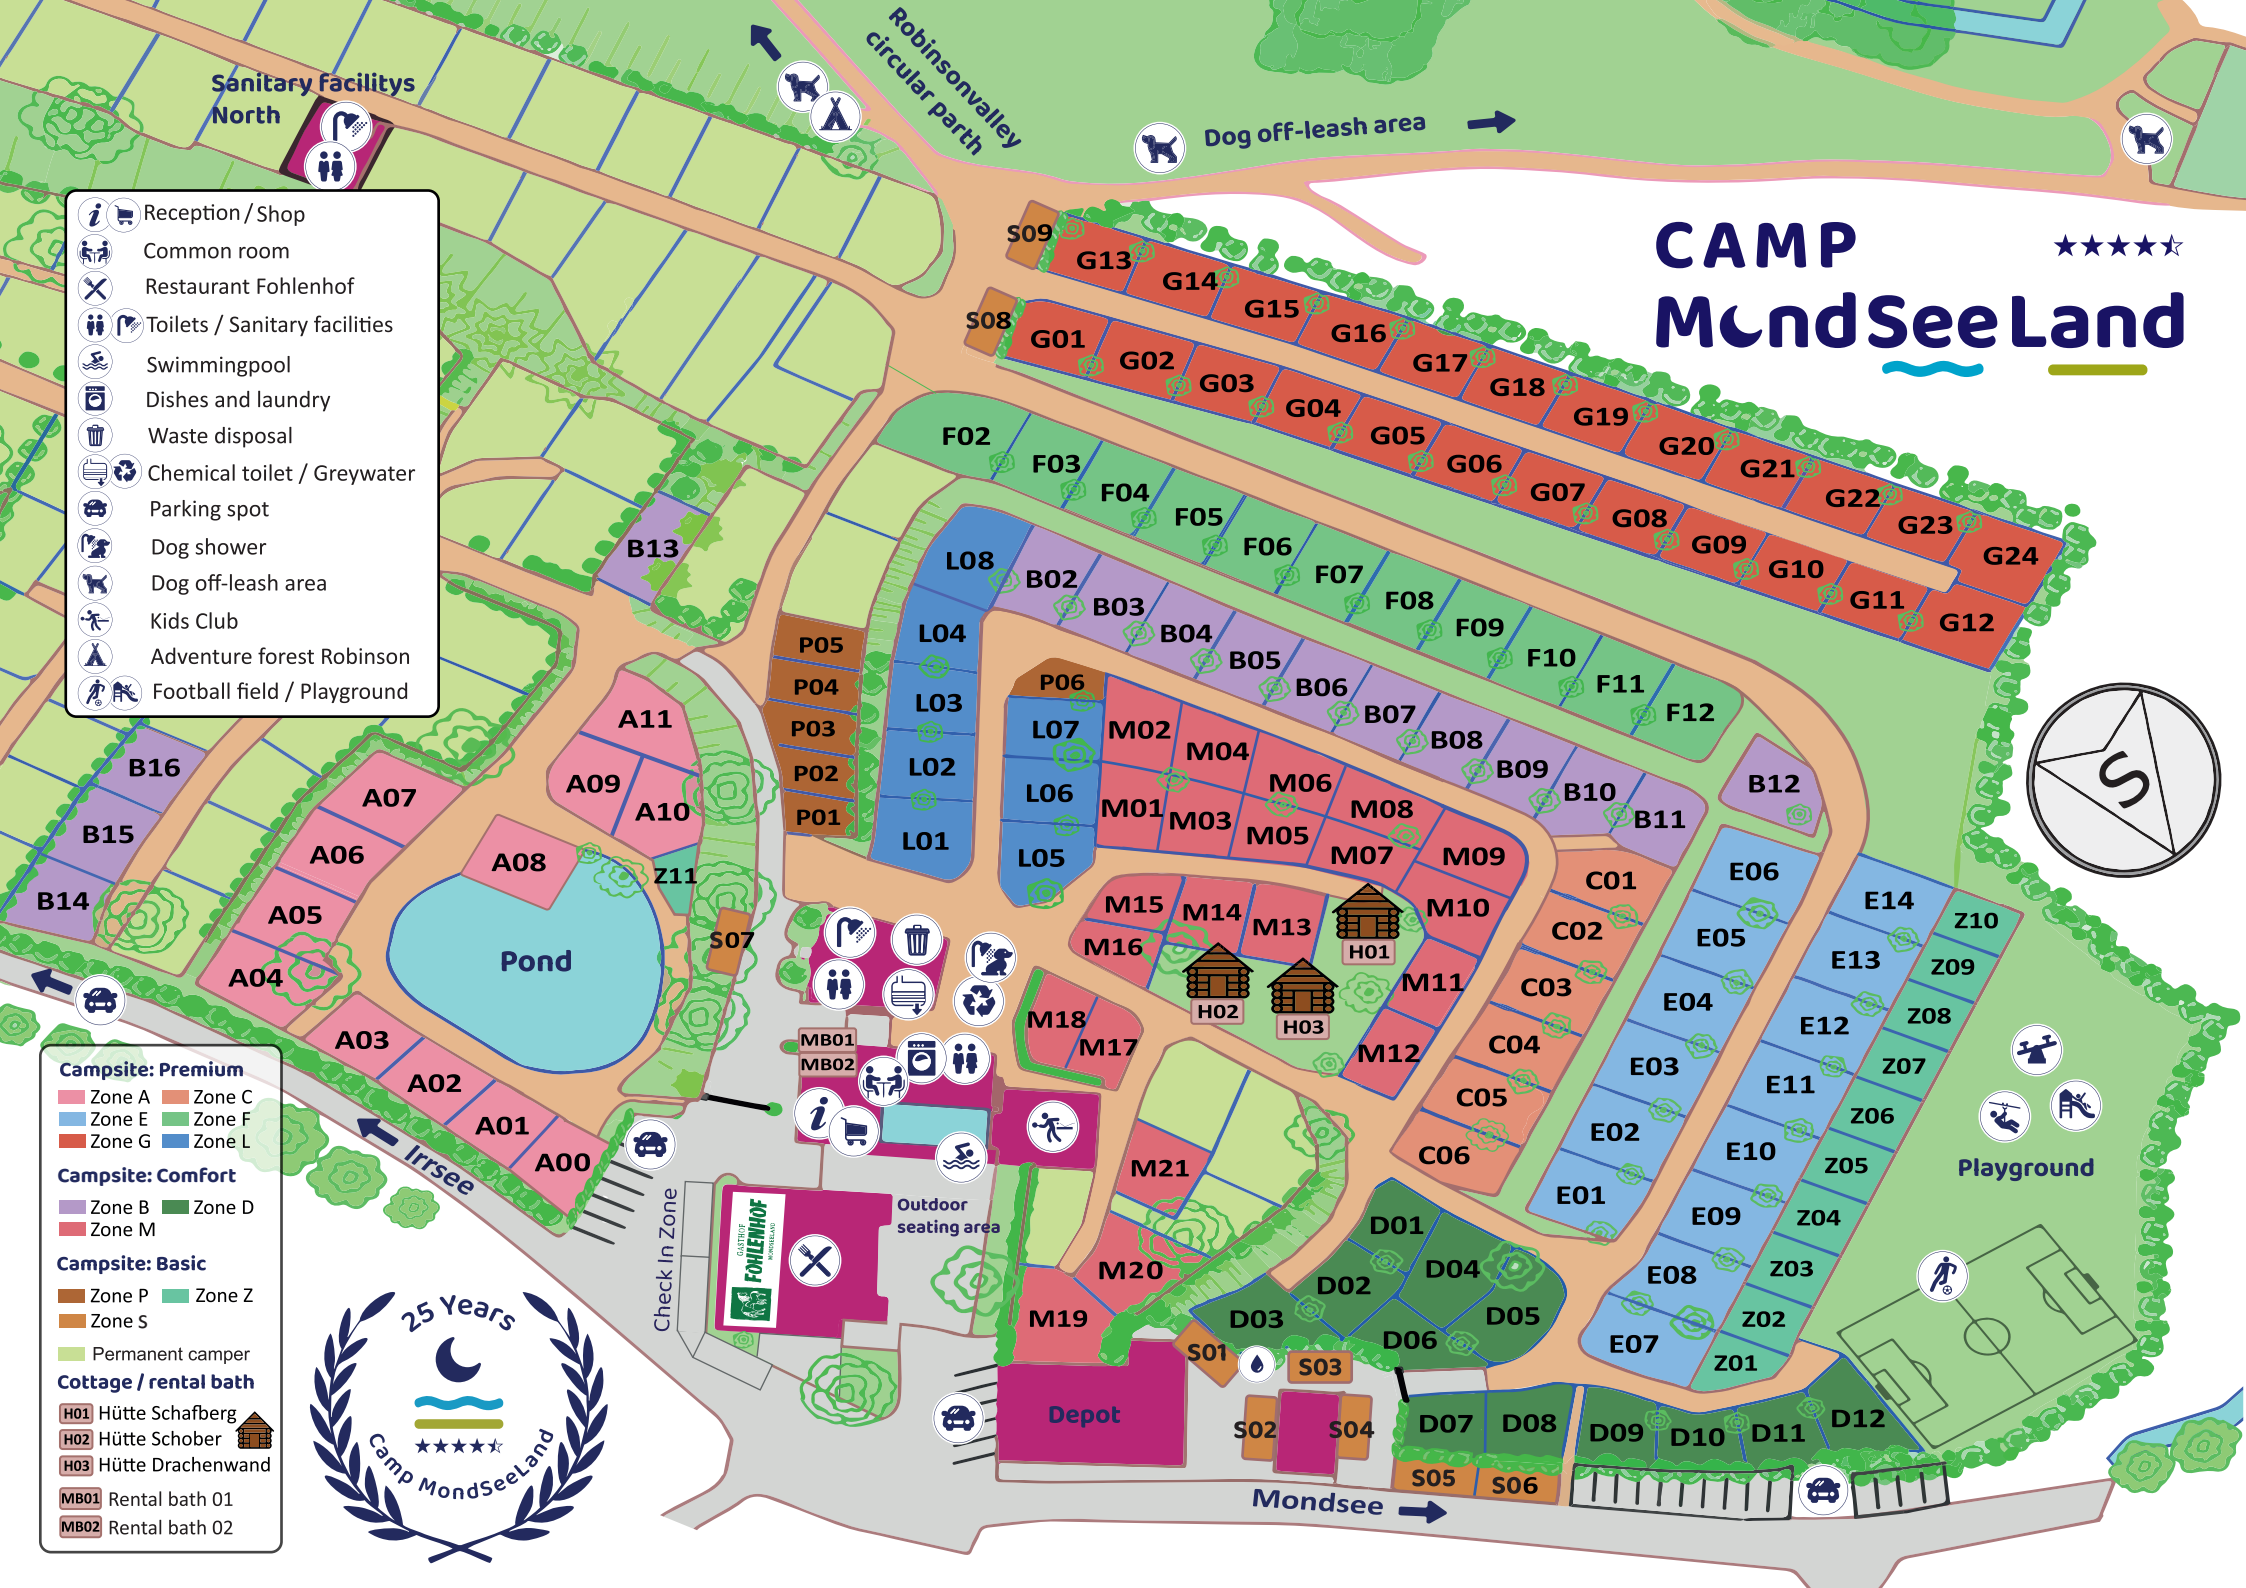 Sanitary facilitys
North
Robinsonvalley
circular parth
Dog off-leash area
CAMP
MondSeeLand
Reception / Shop
Common room
Restaurant Fohlenhof
Toilets / Sanitary facilities
Swimmingpool
Dishes and laundry
Waste disposal
Chemical toilet / Greywater
Parking spot
Dog shower
Dog off-leash area
Kids Club
Adventure forest Robinson
Football field / Playground
S09
G13
G14
G15
G16
G17
G18
G19
G20
G21
G22
G23
G24
S08
G01
G02
G03
G04
G05
G06
G07
G08
G09
G10
G11
G12
F02
F03
F04
F05
F06
F07
F08
F09
F10
F11
F12
B13
L08
B02
B03
B04
B05
B06
B07
B08
B09
B10
B11
B12
P05
P04
P03
P02
P01
L04
L03
L02
L01
P06
L07
L06
L05
M02
M04
M06
M08
M09
M01
M03
M05
M07
M10
M11
M12
M15
M14
M13
M16
M18
M17
H01
H02
H03
S
A11
A09
A10
A08
Z11
S07
A07
A06
A05
A04
A03
A02
A01
A00
B16
B15
B14
Pond
MB01
MB02
C01
C02
C03
C04
C05
C06
E06
E05
E04
E03
E02
E01
E14
E13
E12
E11
E10
E09
E08
E07
Z10
Z09
Z08
Z07
Z06
Z05
Z04
Z03
Z02
Z01
Playground
M21
M20
M19
D01
D02
D03
D04
D05
D06
D07
D08
D09
D10
D11
D12
S01
S03
S02
S04
S05
S06
Depot
Outdoor
seating area
Check In Zone
GASTHOF
FOHLENHOF
MONDSEELAND
Irrsee
Mondsee
Campsite: Premium
Zone A
Zone C
Zone E
Zone F
Zone G
Zone L
Campsite: Comfort
Zone B
Zone D
Zone M
Campsite: Basic
Zone P
Zone Z
Zone S
Permanent camper
Cottage / rental bath
H01 Hütte Schafberg
H02 Hütte Schober
H03 Hütte Drachenwand
MB01 Rental bath 01
MB02 Rental bath 02
25 Years
Camp MondSeeLand